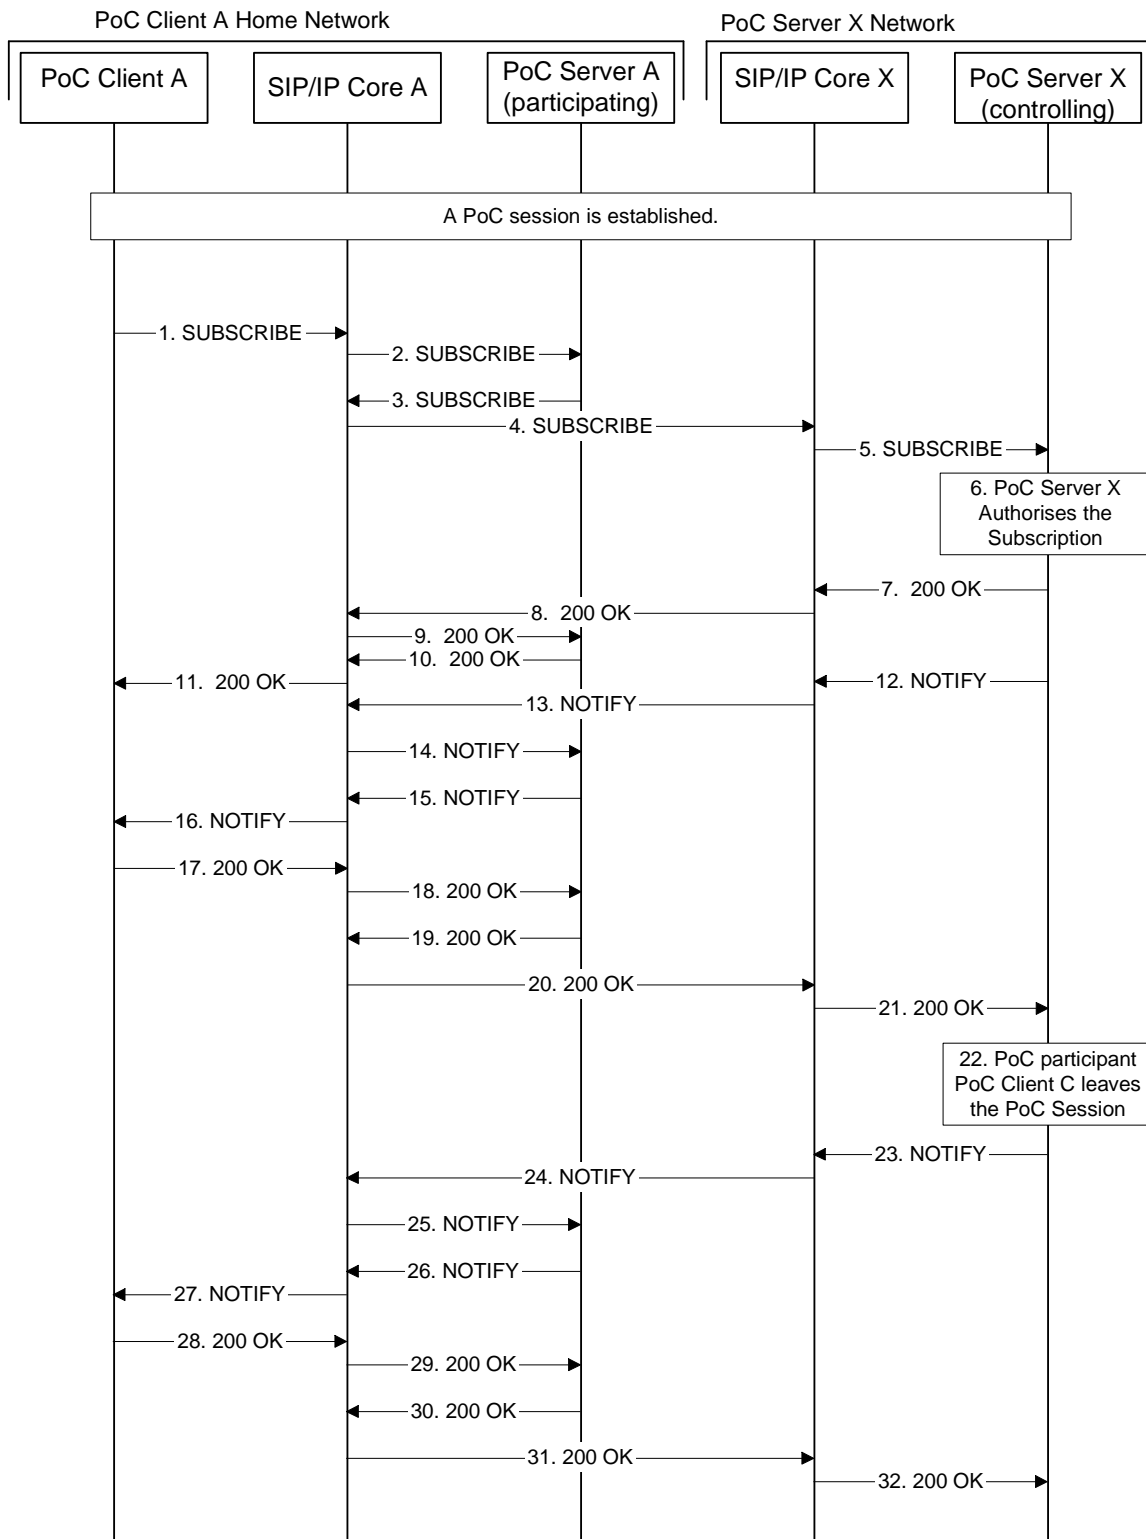 PoC Client A Home Network
PoC Server X Network
PoC Client A
SIP/IP Core A
PoC Server A
(participating)
SIP/IP Core X
PoC Server X
(controlling)
A PoC session is established.
1. SUBSCRIBE
2. SUBSCRIBE
3. SUBSCRIBE
4. SUBSCRIBE
5. SUBSCRIBE
6. PoC Server X
Authorises the
Subscription
7. 200 OK
8. 200 OK
9. 200 OK
10. 200 OK
11. 200 OK
12. NOTIFY
13. NOTIFY
14. NOTIFY
15. NOTIFY
16. NOTIFY
17. 200 OK
18. 200 OK
19. 200 OK
20. 200 OK
21. 200 OK
22. PoC participant
PoC Client C leaves
the PoC Session
23. NOTIFY
24. NOTIFY
25. NOTIFY
26. NOTIFY
27. NOTIFY
28. 200 OK
29. 200 OK
30. 200 OK
31. 200 OK
32. 200 OK